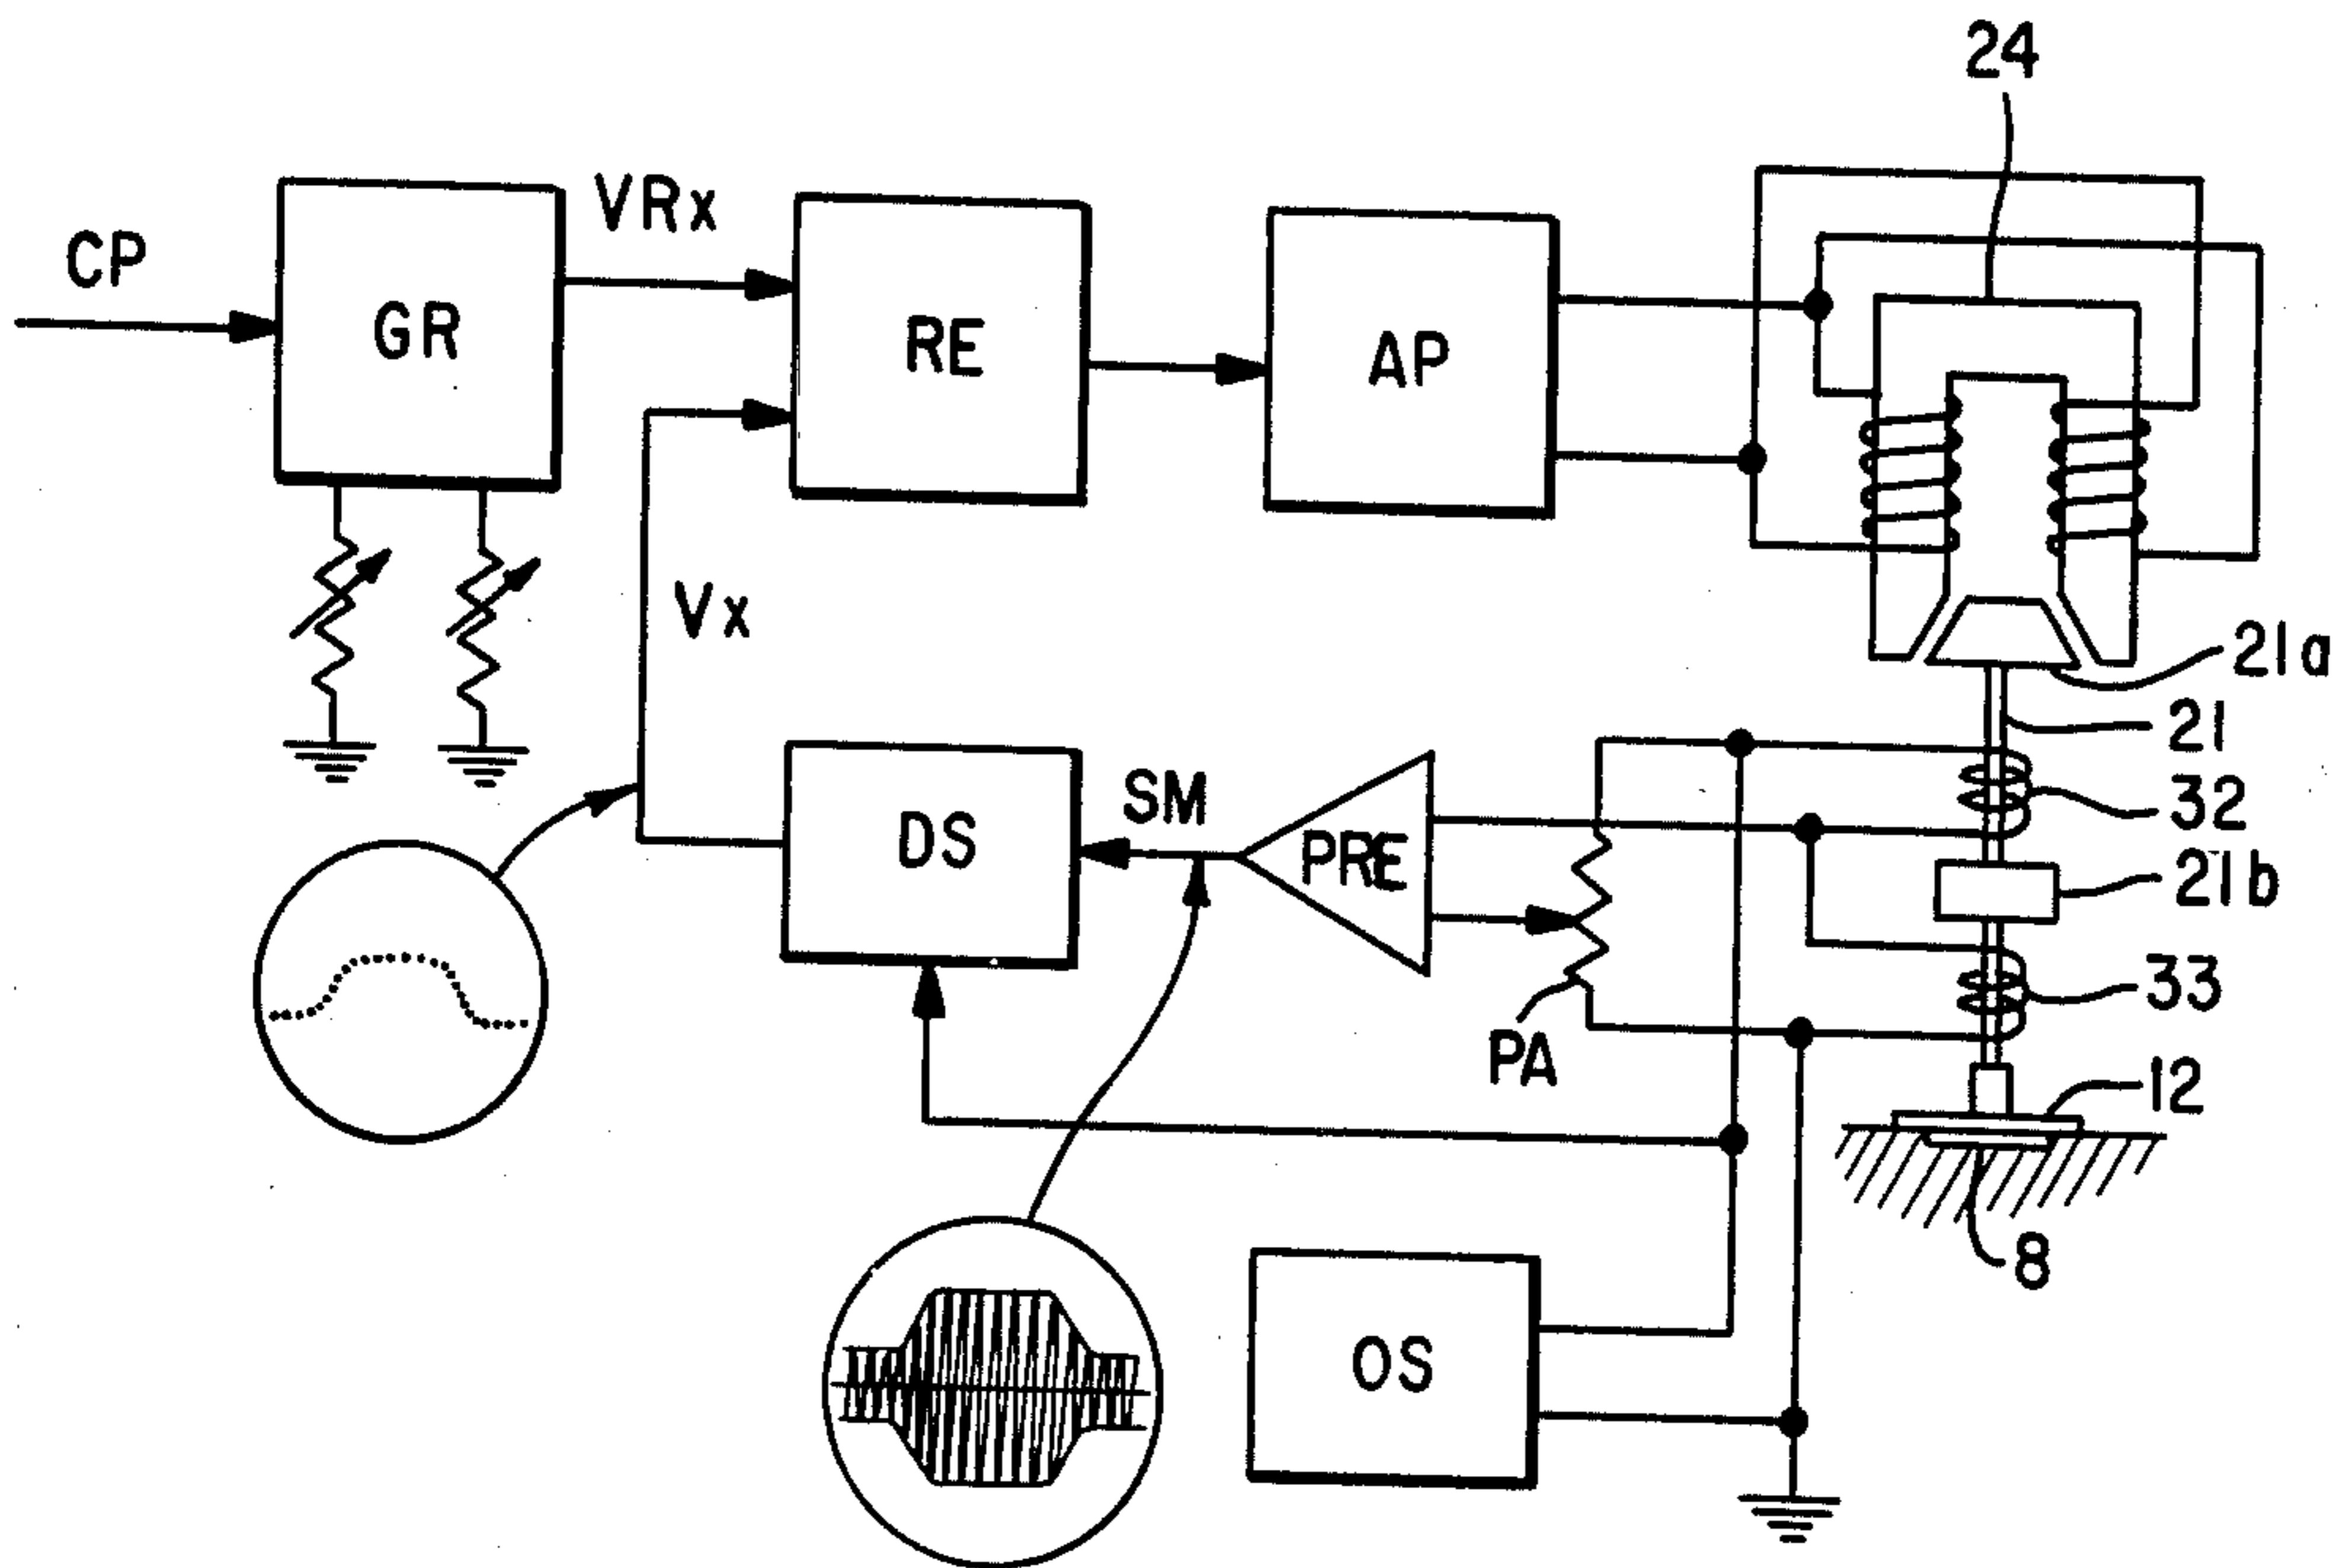 24
CP
GR
VRx
RE
AP
Vx
21a
21
32
DS
SM
PRE
21b
33
PA
12
8
OS